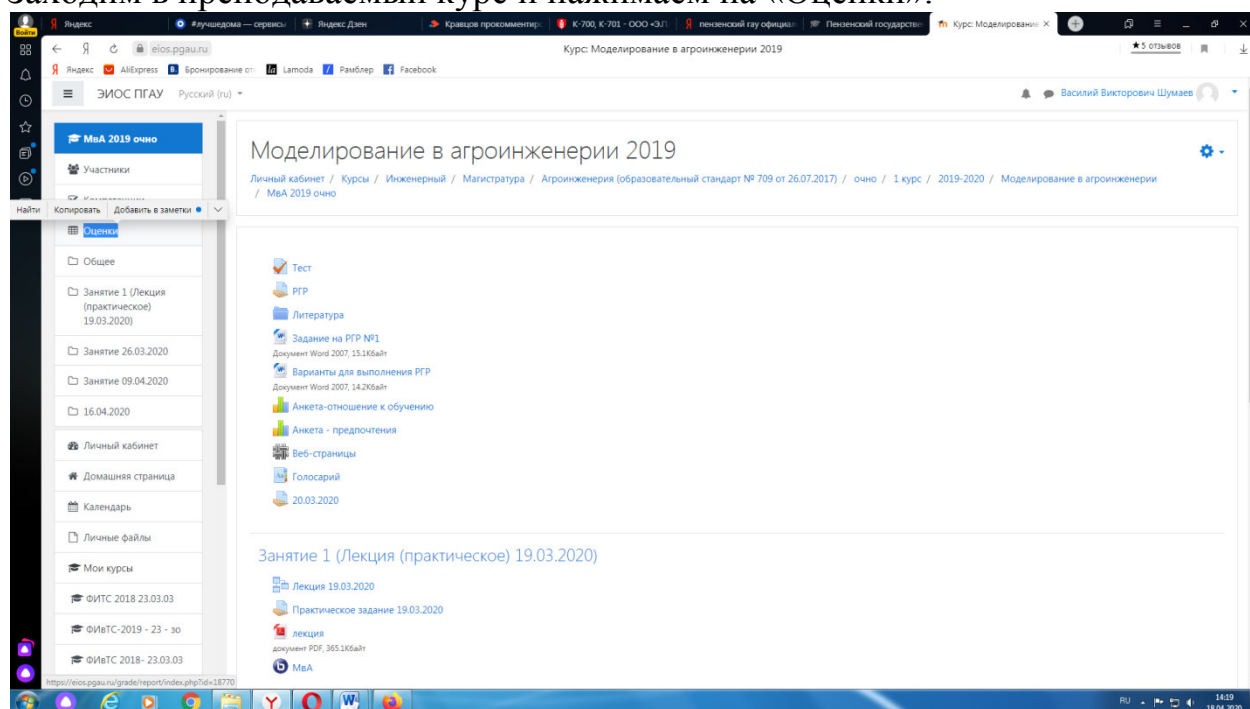 Заходим в преподаваемый курс и нажимаем на «Оценки».
Войти
Яндекс
#лучшедома — сервисы
Яндекс Дзен
Кравцов прокомментир
К-700, К-701 - ООО «ЗЛ
пензенский гау официал
Пензенский государстве
Курс: Моделирование
eios.pgau.ru
Курс: Моделирование в агроинженерии 2019
★ 5 отзывов
Яндекс
AliExpress
Бронирование от
Lamoda
Рамблер
Facebook
ЭИОС ПГАУ
Русский (ru)
Василий Викторович Шумаев
МвА 2019 очно
Участники
Найти
Копировать
Добавить в заметки
Оценки
Общее
Занятие 1 (Лекция
(практическое)
19.03.2020)
Занятие 26.03.2020
Занятие 09.04.2020
16.04.2020
Личный кабинет
Домашняя страница
Календарь
Личные файлы
Мои курсы
ФИТС 2018 23.03.03
ФИвТС-2019 - 23 - зо
ФИвТС 2018- 23.03.03
Моделирование в агроинженерии 2019
Личный кабинет / Курсы / Инженерный / Магистратура / Агроинженерия (образовательный стандарт № 709 от 26.07.2017) / очно / 1 курс / 2019-2020 / Моделирование в агроинженерии
/ МвА 2019 очно
Тест
РГР
Литература
Задание на РГР №1
Документ Word 2007, 15.1Кбайт
Варианты для выполнения РГР
Документ Word 2007, 14.2Кбайт
Анкета-отношение к обучению
Анкета - предпочтения
Веб-страницы
Голосарий
20.03.2020
Занятие 1 (Лекция (практическое) 19.03.2020)
Лекция 19.03.2020
Практическое задание 19.03.2020
лекция
документ PDF, 365.1Кбайт
МвА
https://eios.pgau.ru/grade/report/index.php?id=18770
RU
14:19
18.04.2020